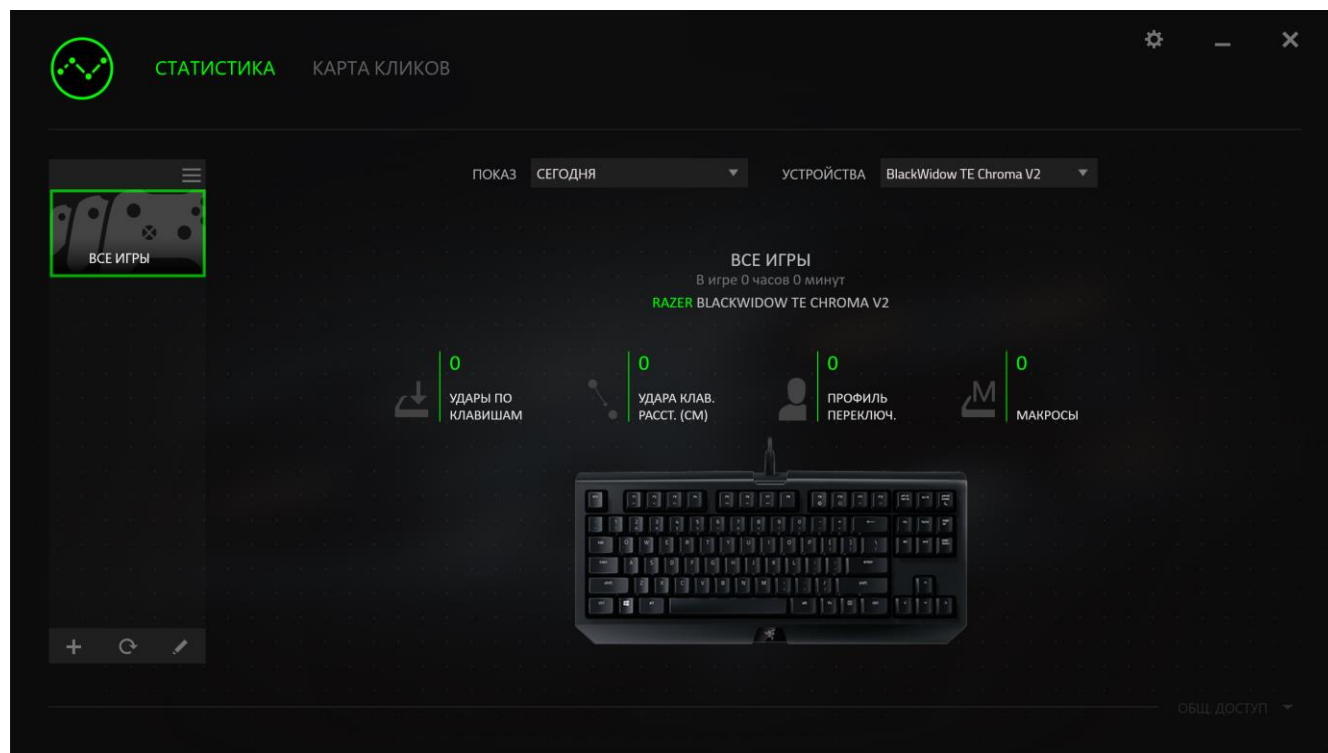 СТАТИСТИКА КАРТА КЛИКОВ
ПОКАЗ СЕГОДНЯ УСТРОЙСТВА BlackWidow TE Chroma V2
ВСЕ ИГРЫ
ВСЕ ИГРЫ
В игре 0 часов 0 минут
RAZER BLACKWIDOW TE CHROMA V2
0 0 0 0
УДАРЫ ПО УДАРА КЛАВ. ПРОФИЛЬ МАКРОСЫ
КЛАВИШАМ РАССТ. (СМ) ПЕРЕКЛЮЧ.
ОБЩ. ДОСТУП